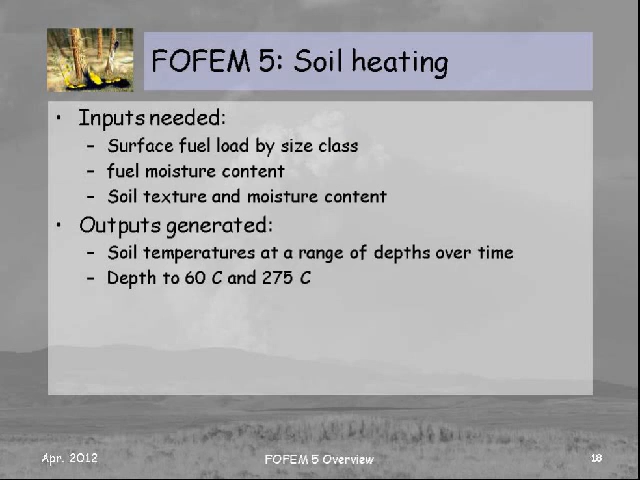 FOFEM 5: Soil heating
• Inputs needed:
– Surface fuel load by size class
– fuel moisture content
– Soil texture and moisture content
• Outputs generated:
– Soil temperatures at a range of depths over time
– Depth to 60 C and 275 C
Apr. 2012 FOFEM 5 Overview 18